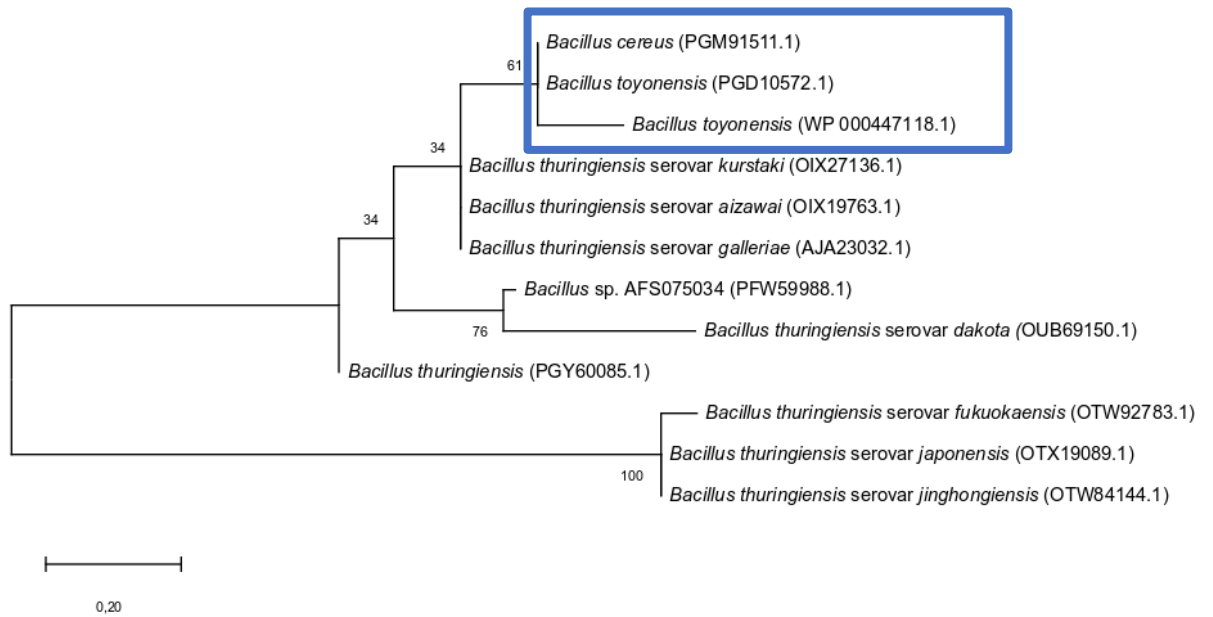 Bacillus cereus (PGM91511.1)
61
Bacillus toyonensis (PGD10572.1)
Bacillus toyonensis (WP 000447118.1)
34
Bacillus thuringiensis serovar kurstaki (OIX27136.1)
Bacillus thuringiensis serovar aizawai (OIX19763.1)
34
Bacillus thuringiensis serovar galleriae (AJA23032.1)
Bacillus sp. AFS075034 (PFW59988.1)
76
Bacillus thuringiensis serovar dakota (OUB69150.1)
Bacillus thuringiensis (PGY60085.1)
Bacillus thuringiensis serovar fukuokaensis (OTW92783.1)
Bacillus thuringiensis serovar japonensis (OTX19089.1)
100
Bacillus thuringiensis serovar jinghongiensis (OTW84144.1)
0,20